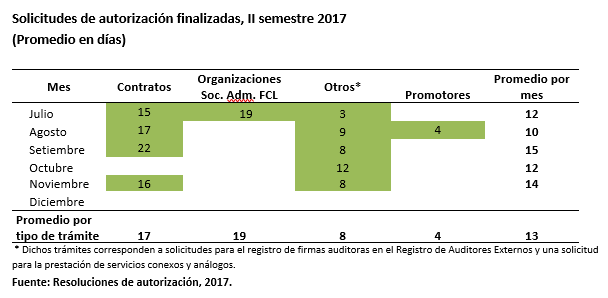 Solicitudes de autorización finalizadas, II semestre 2017
(Promedio en días)
Mes Contratos Organizaciones Soc. Adm. FCL Otros* Promotores Promedio por mes
Julio 15 19 3 12
Agosto 17 9 4 10
Setiembre 22 8 15
Octubre 12 12
Noviembre 16 8 14
Diciembre
Promedio por tipo de trámite 17 19 8 4 13
* Dichos trámites corresponden a solicitudes para el registro de firmas auditoras en el Registro de Auditores Externos y una solicitud
para la prestación de servicios conexos y análogos.
Fuente: Resoluciones de autorización, 2017.